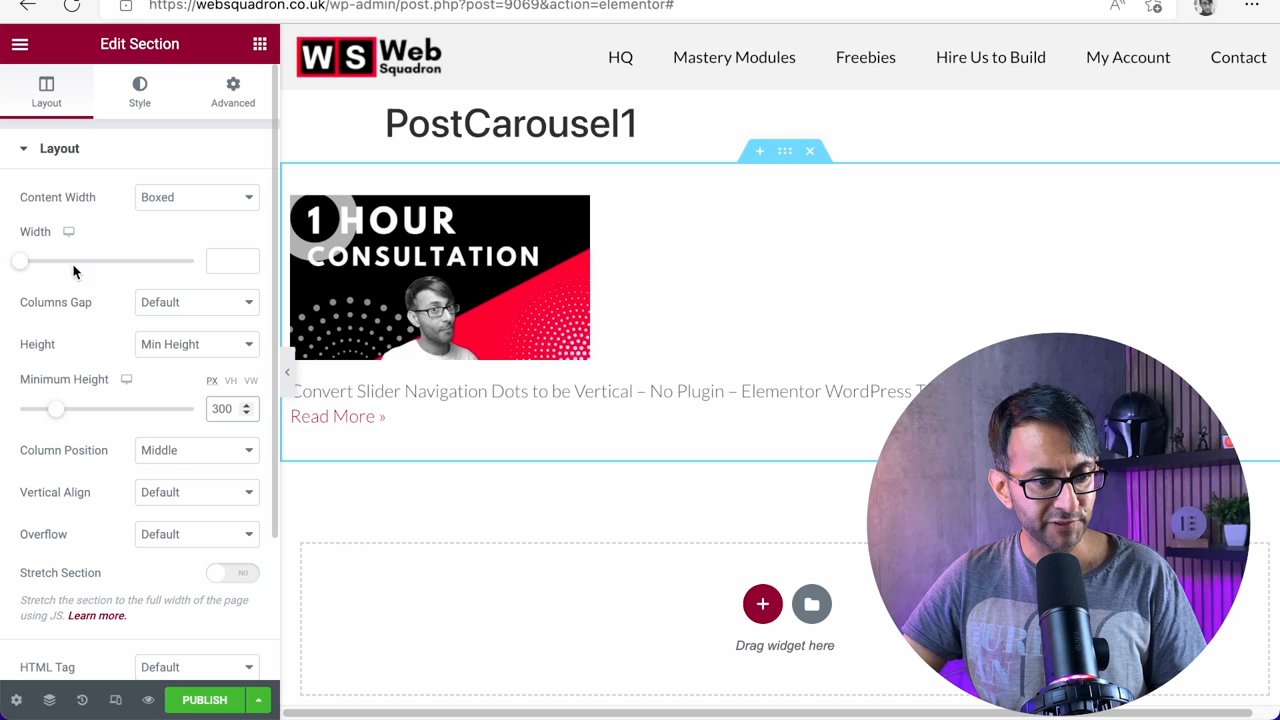 https://websquadron.co.uk/wp-admin/post.php?post=9069&action=elementor#
Edit Section
Layout
Style
Advanced
Layout
Content Width
Boxed
Width
Columns Gap
Default
Height
Min Height
Minimum Height
PX VH VW
300
Column Position
Middle
Vertical Align
Default
Overflow
Default
Stretch Section
NO
Stretch the section to the full width of the page
using JS. Learn more.
HTML Tag
Default
PUBLISH
WS Web
Squadron
HQ
Mastery Modules
Freebies
Hire Us to Build
My Account
Contact
PostCarousel1
1 HOUR
CONSULTATION
Convert Slider Navigation Dots to be Vertical – No Plugin – Elementor WordPress
Read More »
Drag widget here